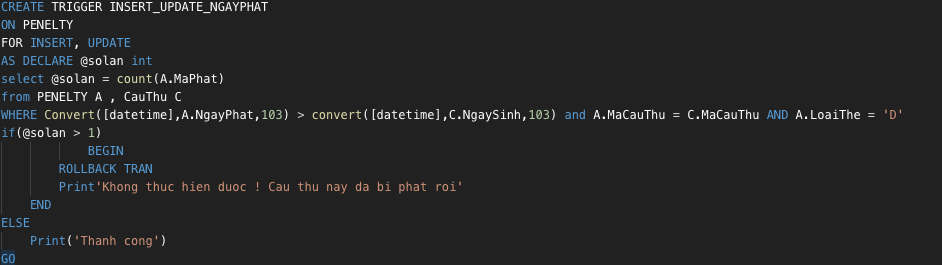 CREATE TRIGGER INSERT_UPDATE_NGAYPHAT
ON PENELTY
FOR INSERT, UPDATE
AS DECLARE @solan int
select @solan = count(A.MaPhat)
from PENELTY A , CauThu C
WHERE Convert([datetime],A.NgayPhat,103) > convert([datetime],C.NgaySinh,103) and A.MaCauThu = C.MaCauThu AND A.LoaiThe = 'D'
if(@solan > 1)
BEGIN
ROLLBACK TRAN
Print'Khong thuc hien duoc ! Cau thu nay da bi phat roi'
END
ELSE
Print('Thanh cong')
GO